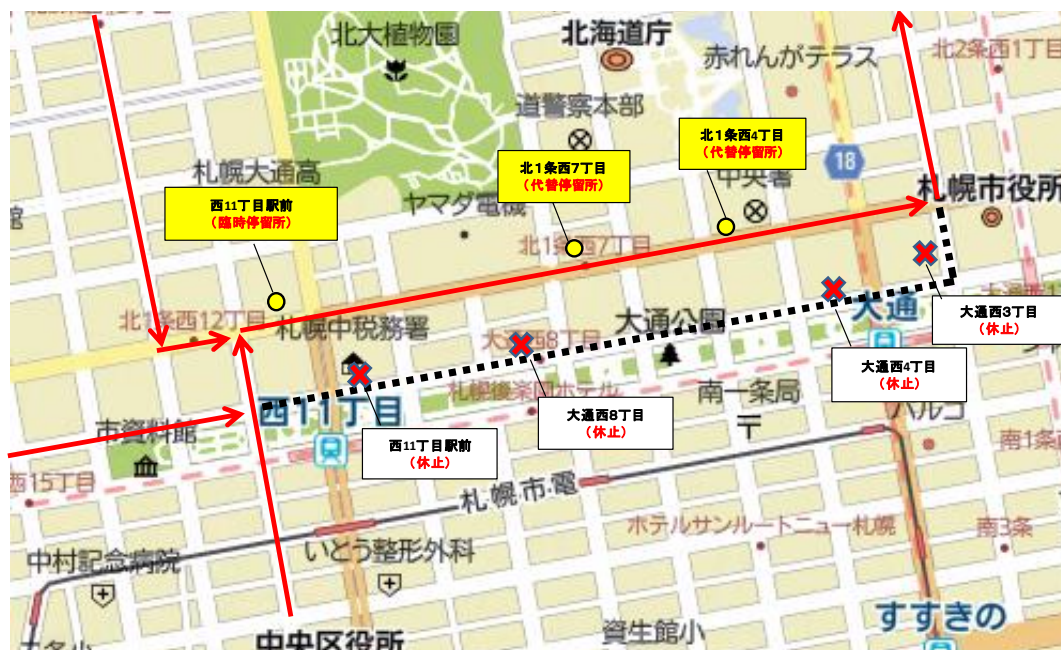 北大植物園
北海道庁
赤れんがテラス
北2条西1丁目
道警察本部
18
札幌大通高
北1条西7丁目
(代替停留所)
北1条西4丁目
(代替停留所)
中央署
札幌市役所
西11丁目駅前
(臨時停留所)
ヤマダ電機
北1条西7丁目
北1条西12丁目
札幌中税務署
大通公園
大通
大通西3丁目
(休止)
札幌後楽園ホテル
大通西4丁目
(休止)
大通西8丁目
(休止)
南一条局
パルコ
西11丁目
市資料館
西11丁目駅前
(休止)
南1条
西15丁目
札幌市電
ホテルサンルートニュー札幌
南3条
中村記念病院
いとう整形外科
すすきの
中央区役所
資生館小